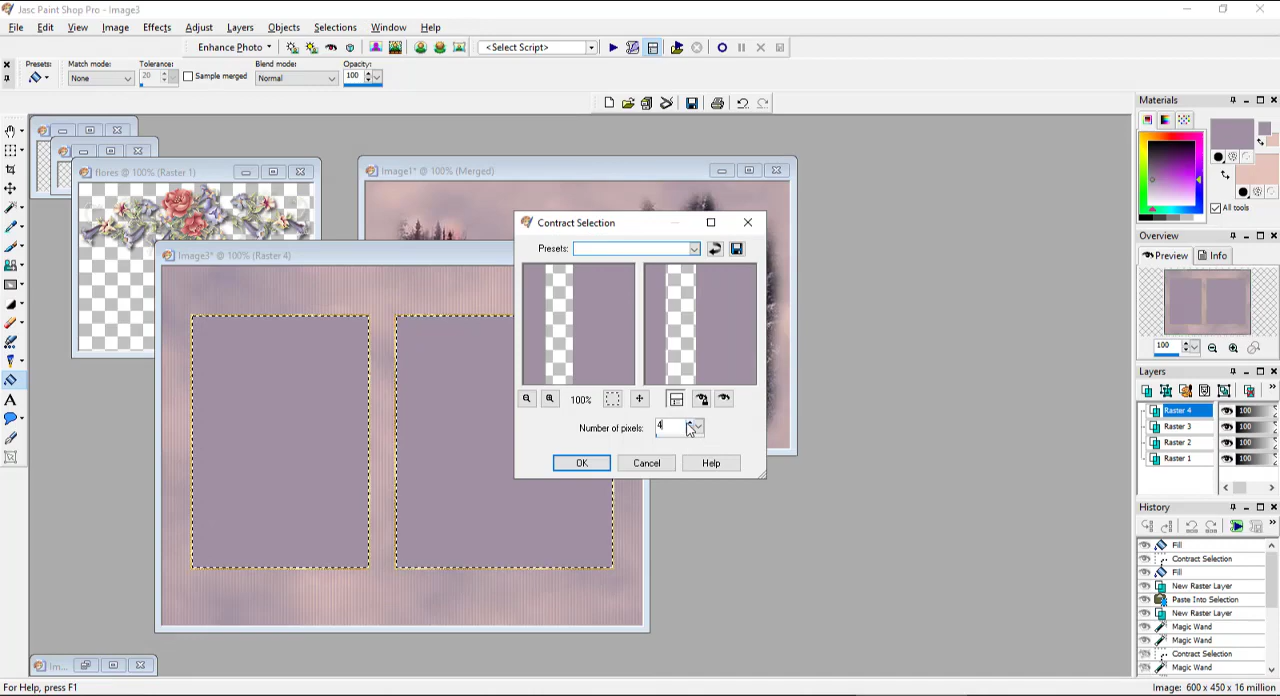 Jasc Paint Shop Pro - Image3
File Edit View Image Effects Adjust Layers Objects Selections Window Help
Enhance Photo <Select Script>
Presets: Match mode: Tolerance: Blend mode: Opacity:
None 20 Sample merged Normal 100
Materials
All tools
flores @ 100% (Raster 1)
Image1* @ 100% (Merged)
Image3* @ 100% (Raster 4)
Contract Selection
Presets:
100%
Number of pixels: 4
OK Cancel Help
Overview
Preview Info
100
Layers
Raster 4 100
Raster 3 100
Raster 2 100
Raster 1 100
History
Fill
Contract Selection
Fill
New Raster Layer
Paste Into Selection
New Raster Layer
Magic Wand
Magic Wand
Contract Selection
Magic Wand
Im...
For Help, press F1
Image: 600 x 450 x 16 million